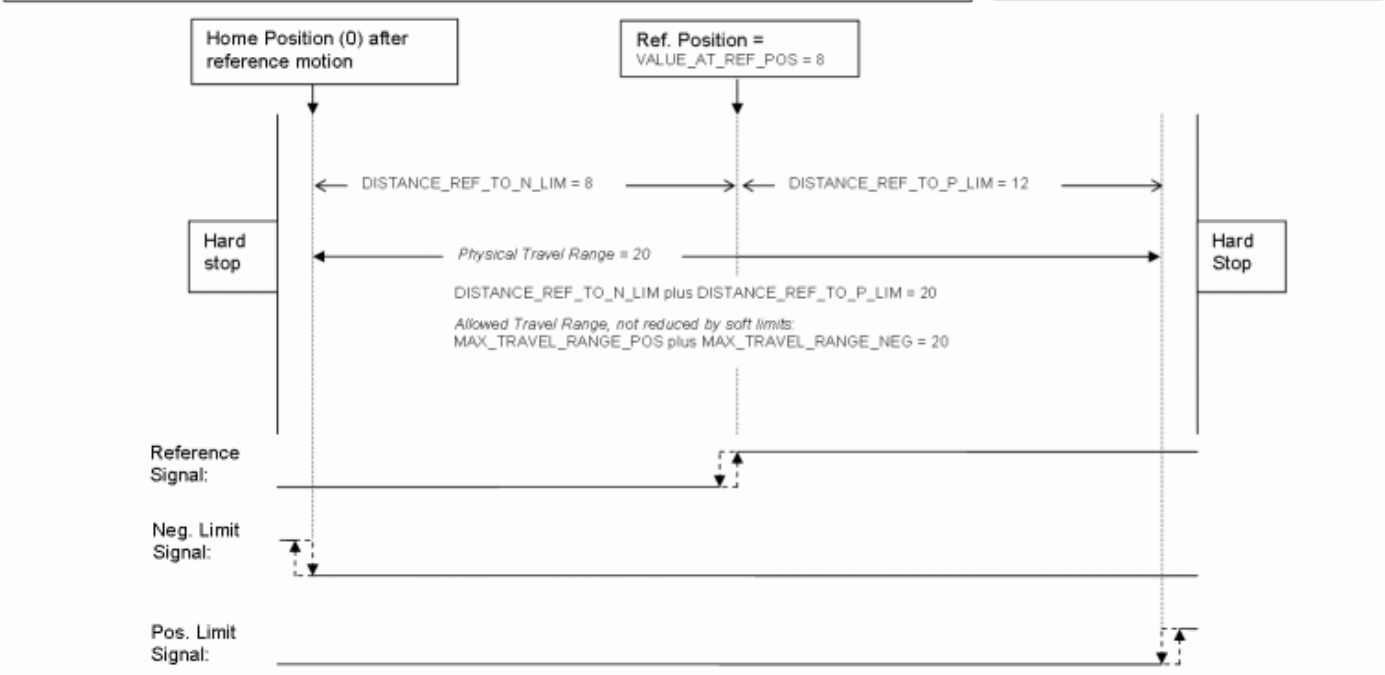 Home Position (0) after
reference motion
Ref. Position =
VALUE_AT_REF_POS = 8
DISTANCE_REF_TO_N_LIM = 8
DISTANCE_REF_TO_P_LIM = 12
Hard
stop
Physical Travel Range = 20
Hard
Stop
DISTANCE_REF_TO_N_LIM plus DISTANCE_REF_TO_P_LIM = 20
Allowed Travel Range, not reduced by soft limits:
MAX_TRAVEL_RANGE_POS plus MAX_TRAVEL_RANGE_NEG = 20
Reference
Signal:
Neg. Limit
Signal:
Pos. Limit
Signal: